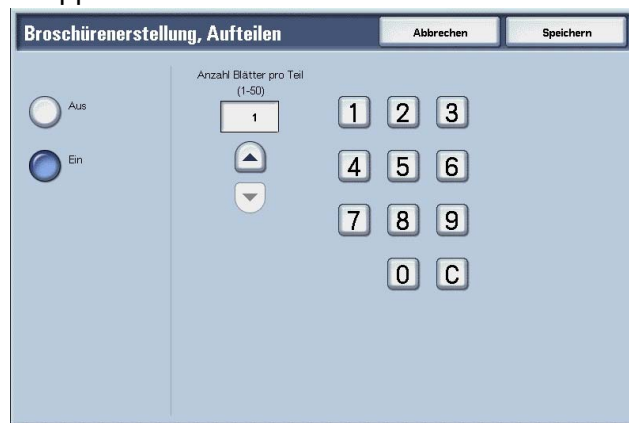 Broschürenerstellung, Aufteilen
Abbrechen
Speichern
Aus
Ein
Anzahl Blätter pro Teil
(1-50)
1
1 2 3
4 5 6
7 8 9
0 C